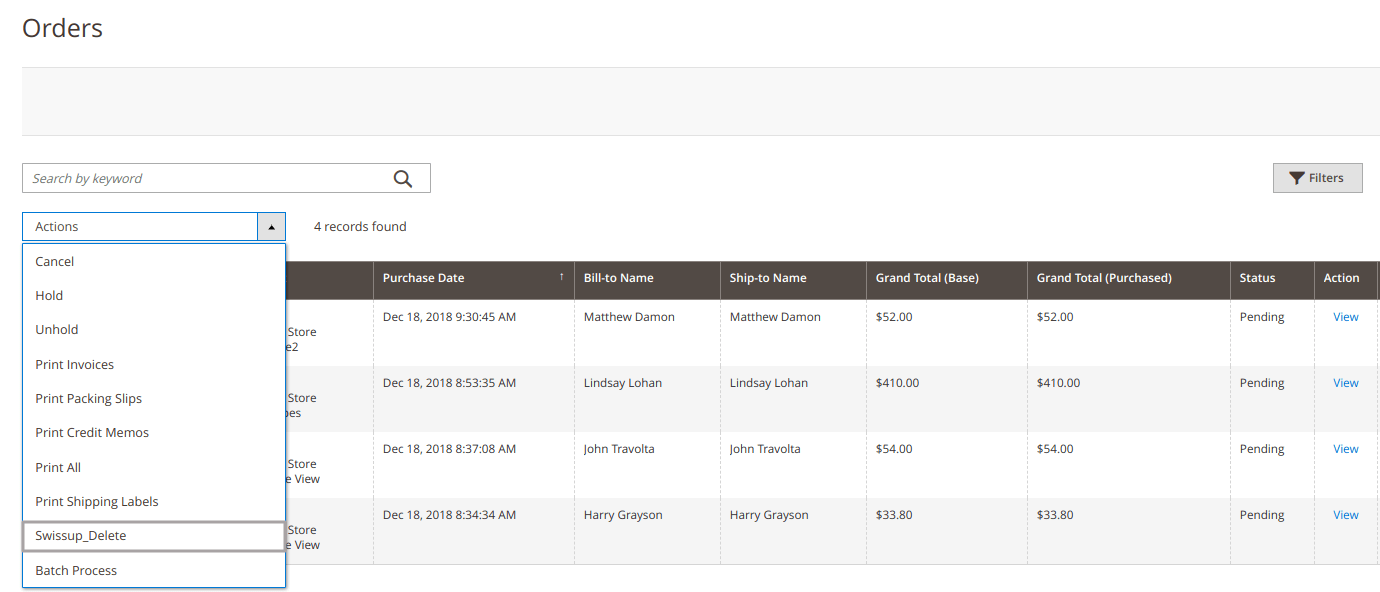 Orders
Search by keyword
Filters
Actions
4 records found
Cancel
Hold
Unhold
Print Invoices
Print Packing Slips
Print Credit Memos
Print All
Print Shipping Labels
Swissup_Delete
Batch Process
Purchase Date ↑ Bill-to Name Ship-to Name Grand Total (Base) Grand Total (Purchased) Status Action
Dec 18, 2018 9:30:45 AM Matthew Damon Matthew Damon $52.00 $52.00 Pending View
Store
e2
Dec 18, 2018 8:53:35 AM Lindsay Lohan Lindsay Lohan $410.00 $410.00 Pending View
Store
Dec 18, 2018 8:37:08 AM John Travolta John Travolta $54.00 $54.00 Pending View
Store
e View
Dec 18, 2018 8:34:34 AM Harry Grayson Harry Grayson $33.80 $33.80 Pending View
Store
e View